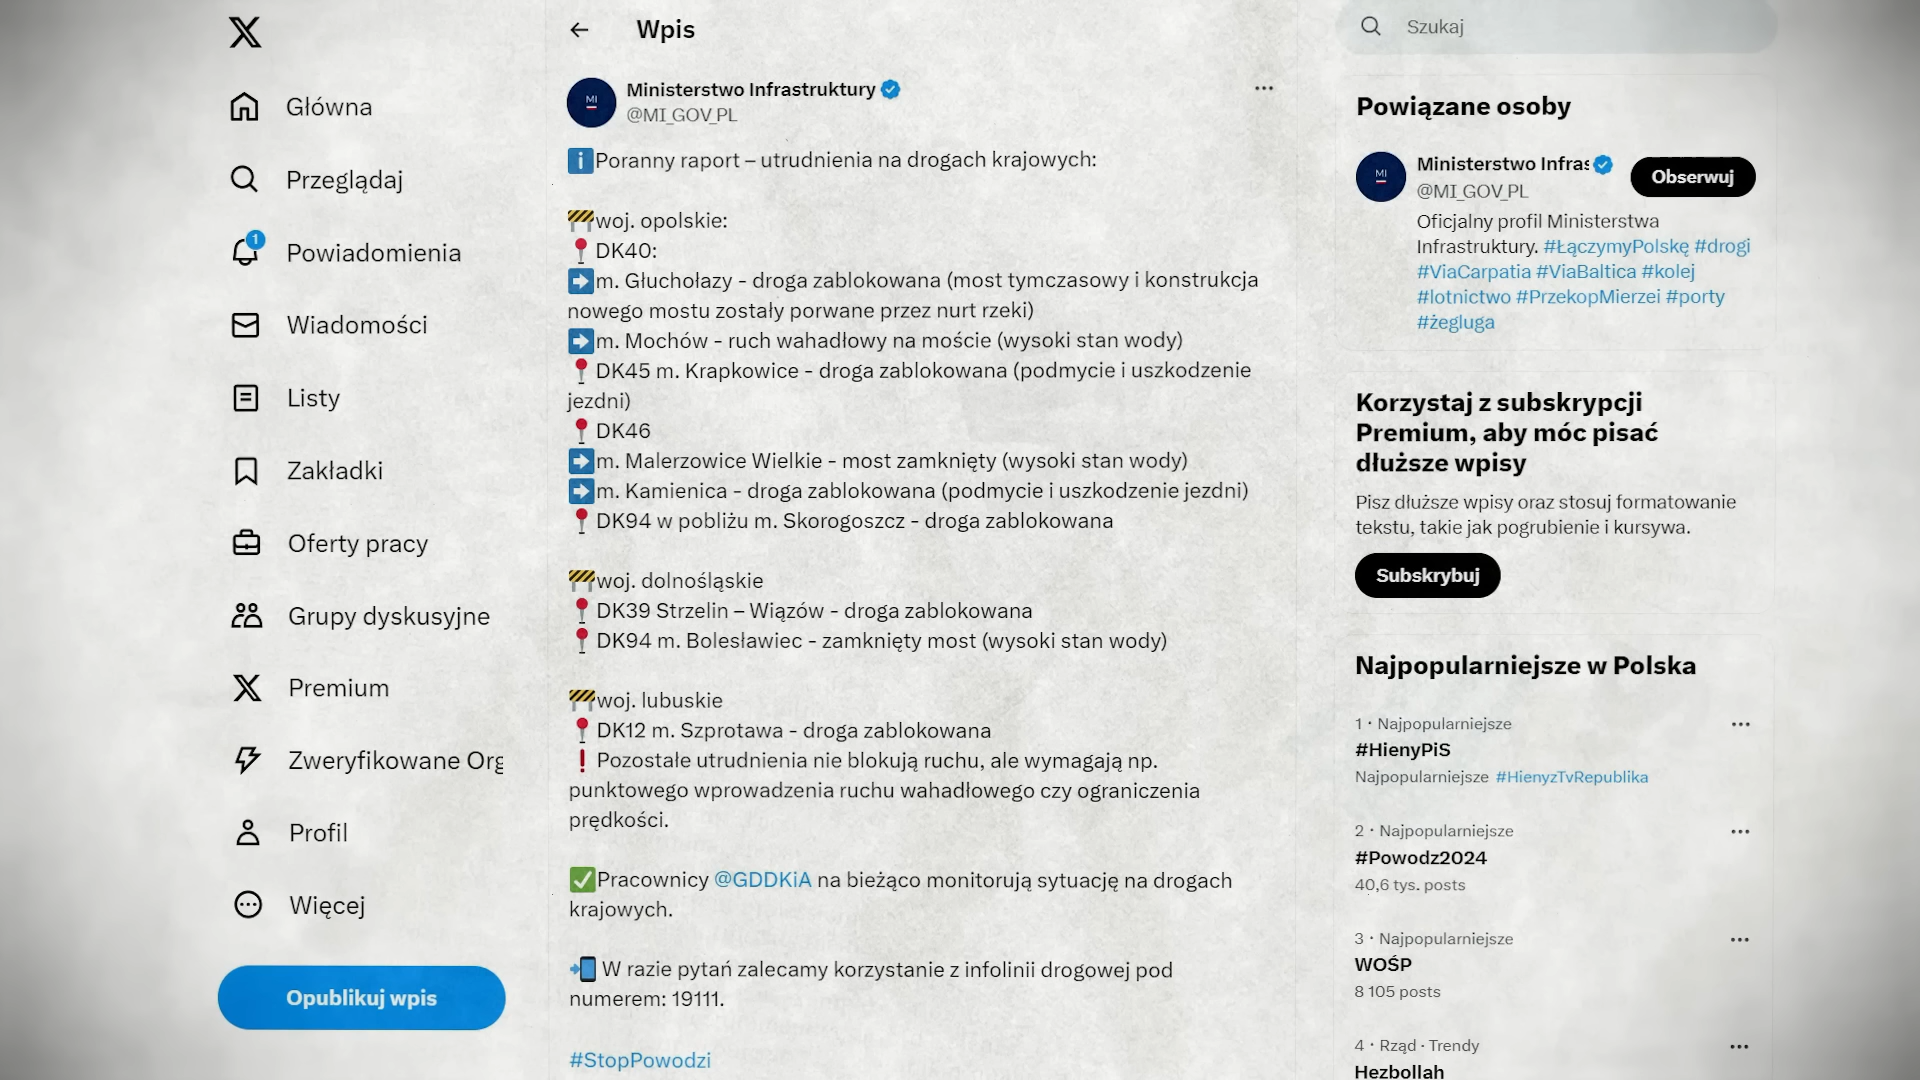 Główna
Przeglądaj
1
Powiadomienia
Wiadomości
Listy
Zakładki
Oferty pracy
Grupy dyskusyjne
Premium
Zweryfikowane Org
Profil
Więcej
Opublikuj wpis
Wpis
MI
Ministerstwo Infrastruktury
@MI_GOV_PL
Poranny raport – utrudnienia na drogach krajowych:
woj. opolskie:
DK40:
m. Głuchołazy - droga zablokowana (most tymczasowy i konstrukcja
nowego mostu zostały porwane przez nurt rzeki)
m. Mochów - ruch wahadłowy na moście (wysoki stan wody)
DK45 m. Krapkowice - droga zablokowana (podmycie i uszkodzenie
jezdni)
DK46
m. Malerzowice Wielkie - most zamknięty (wysoki stan wody)
m. Kamienica - droga zablokowana (podmycie i uszkodzenie jezdni)
DK94 w pobliżu m. Skorogoszcz - droga zablokowana
woj. dolnośląskie
DK39 Strzelin – Wiązów - droga zablokowana
DK94 m. Bolesławiec - zamknięty most (wysoki stan wody)
woj. lubuskie
DK12 m. Szprotawa - droga zablokowana
Pozostałe utrudnienia nie blokują ruchu, ale wymagają np.
punktowego wprowadzenia ruchu wahadłowego czy ograniczenia
prędkości.
Pracownicy @GDDKiA na bieżąco monitorują sytuację na drogach
krajowych.
W razie pytań zalecamy korzystanie z infolinii drogowej pod
numerem: 19111.
#StopPowodzi
Szukaj
Powiązane osoby
MI
Ministerstwo Infras
@MI_GOV_PL
Obserwuj
Oficjalny profil Ministerstwa
Infrastruktury. #ŁączymyPolskę #drogi
#ViaCarpatia #ViaBaltica #kolej
#lotnictwo #PrzekopMierzei #porty
#żegluga
Korzystaj z subskrypcji
Premium, aby móc pisać
dłuższe wpisy
Pisz dłuższe wpisy oraz stosuj formatowanie
tekstu, takie jak pogrubienie i kursywa.
Subskrybuj
Najpopularniejsze w Polska
1 · Najpopularniejsze
#HienyPiS
Najpopularniejsze #HienyzTvRepublika
2 · Najpopularniejsze
#Powodz2024
40,6 tys. posts
3 · Najpopularniejsze
WOŚP
8 105 posts
4 · Rząd · Trendy
Hezbollah